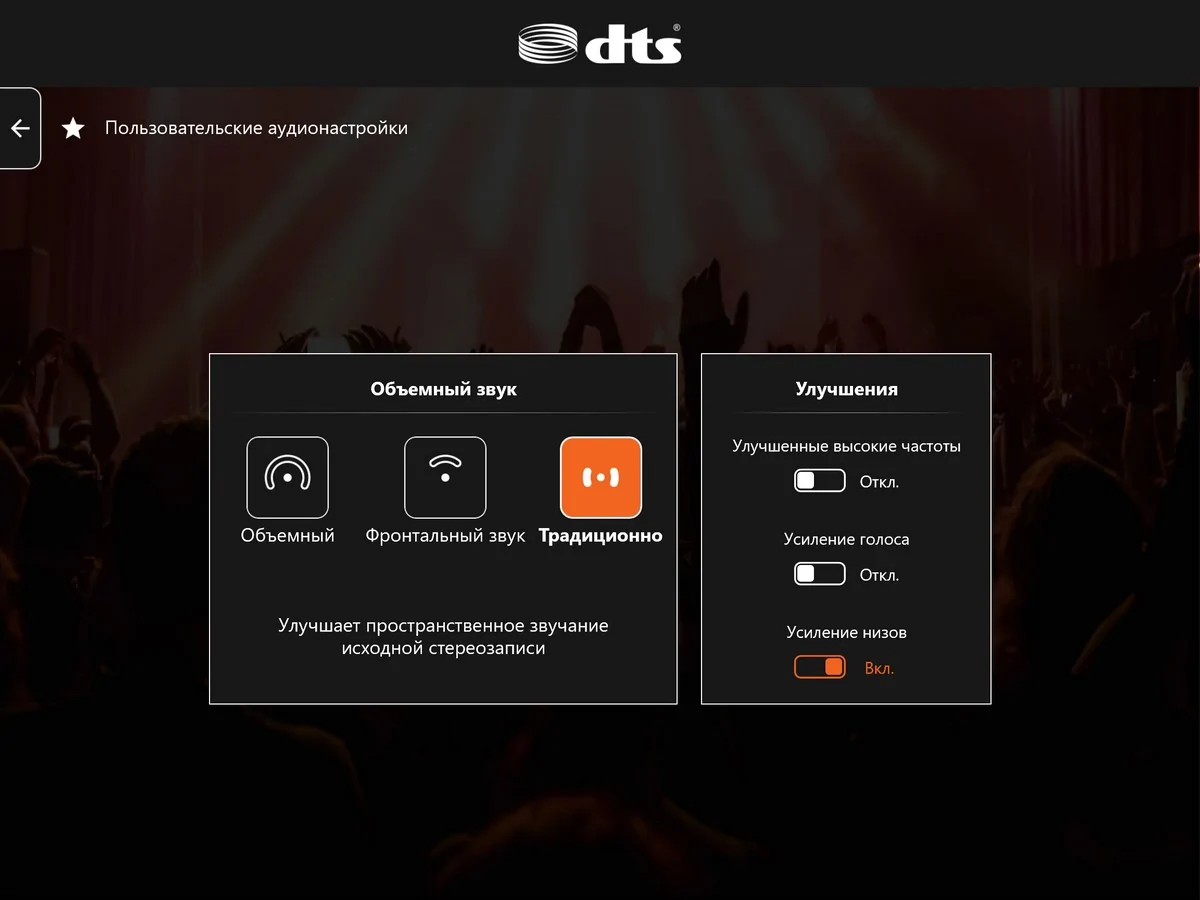 dts®
Пользовательские аудионастройки
Объемный звук
Объемный
Фронтальный звук
Традиционно
Улучшает пространственное звучание
исходной стереозаписи
Улучшения
Улучшенные высокие частоты
Откл.
Усиление голоса
Откл.
Усиление низов
Вкл.